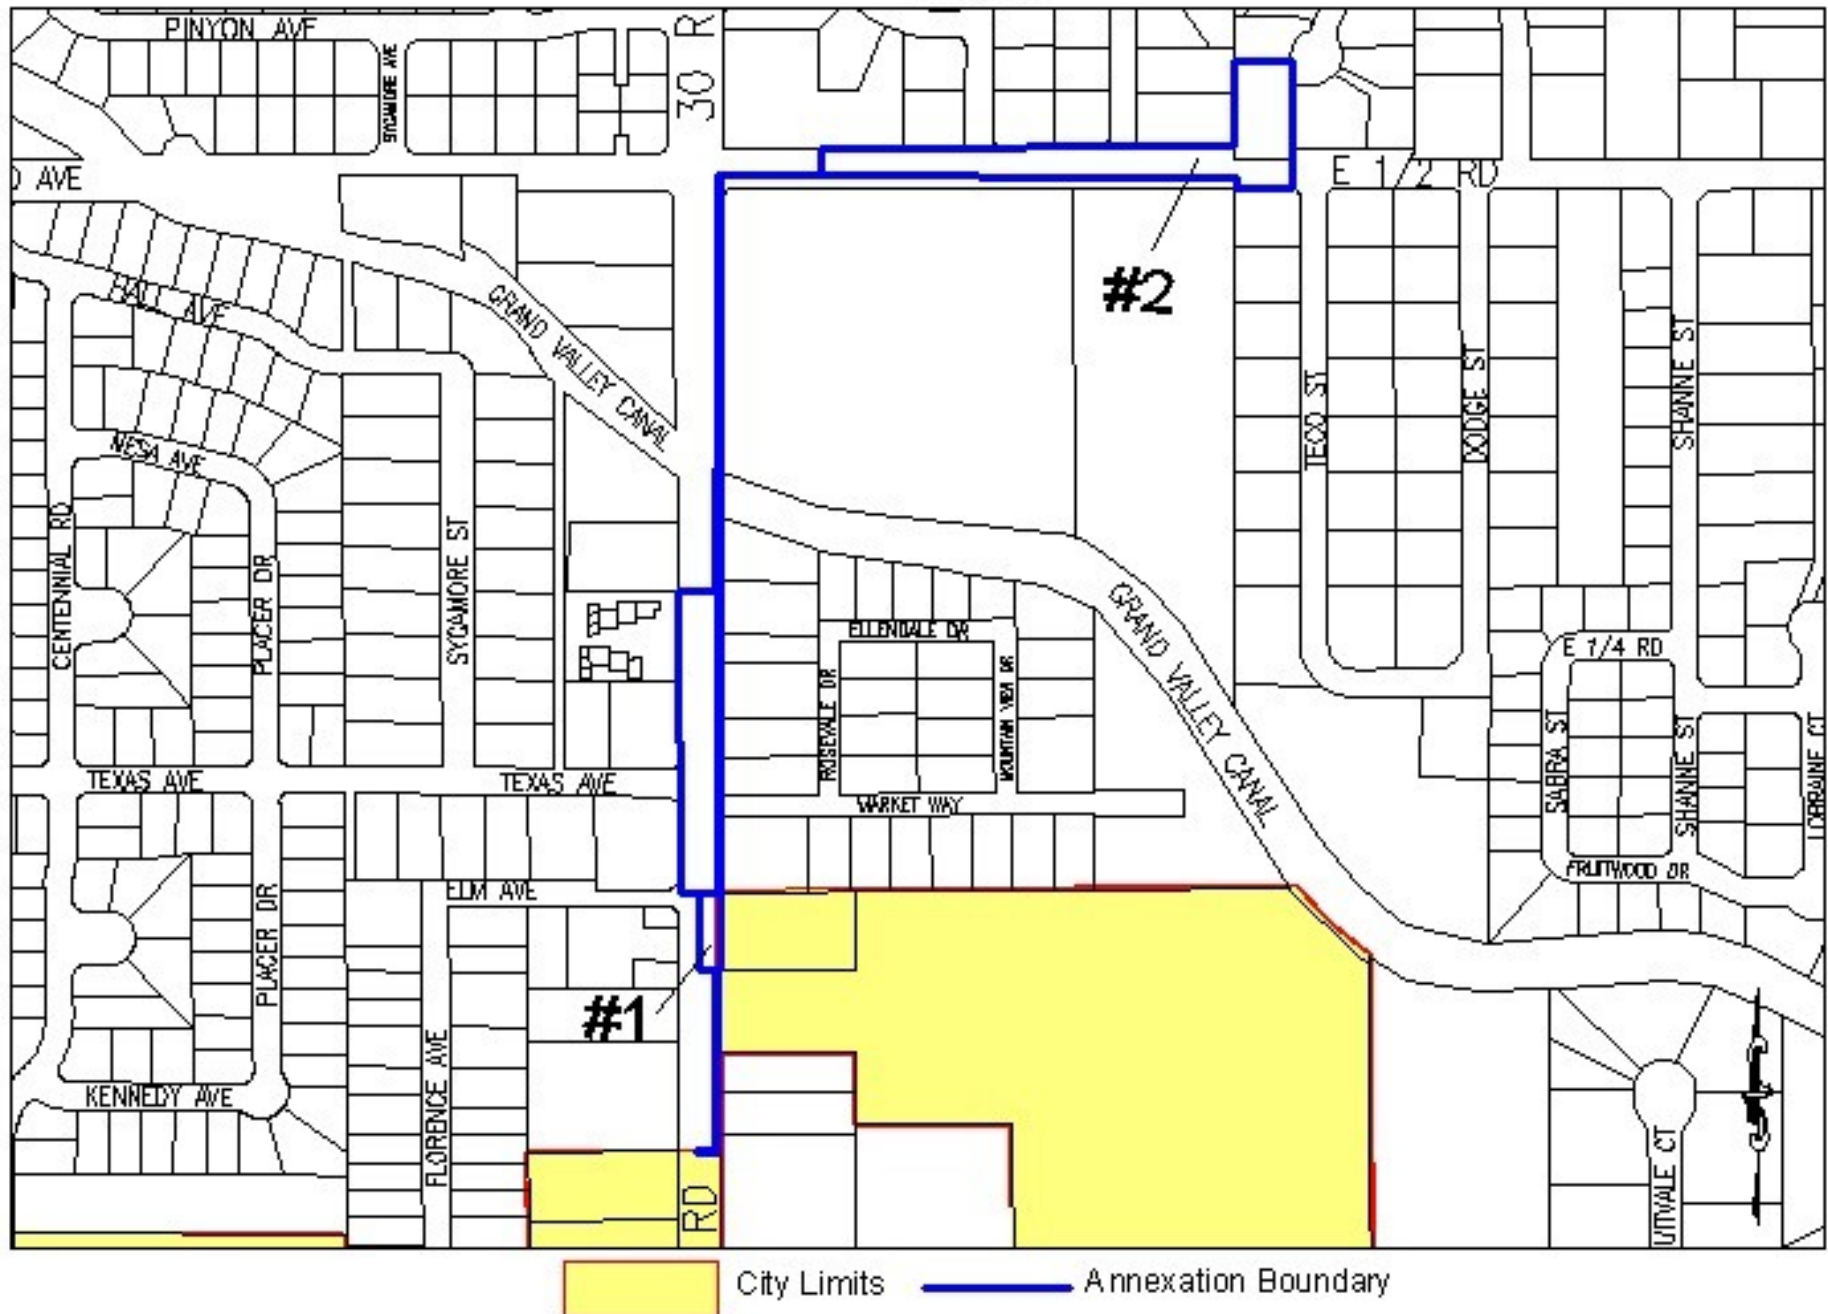 PINYON AVE
SYCAMORE AVE
30 R
AVE
E 1/2 RD
#2
HALL AVE
GRAND VALLEY CANAL
MESA AVE
CENTENNIAL RD
PLACER DR
SYCAMORE ST
TECO ST
DODGE ST
SHANNE ST
ELLENDALE DR
ROSEVALE DR
MOUNTAIN VIEW DR
GRAND VALLEY CANAL
E 1/4 RD
SABRA ST
SHANNE ST
LORRAINE CT
TEXAS AVE
TEXAS AVE
MARKET WAY
FRUITWOOD DR
ELM AVE
PLACER DR
#1
FLORENCE AVE
KENNEDY AVE
RD
UITVALE CT
City Limits
Annexation Boundary